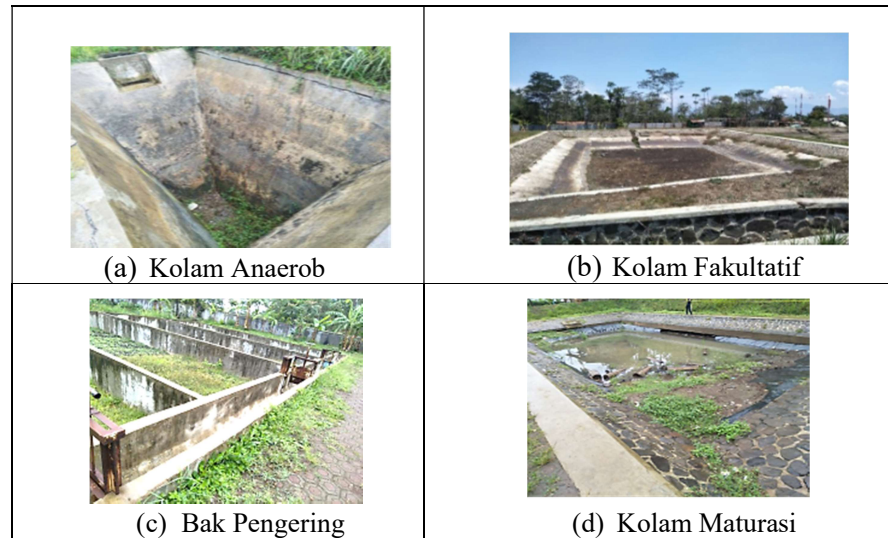 (a) Kolam Anaerob
(b) Kolam Fakultatif
(c) Bak Pengering
(d) Kolam Maturasi